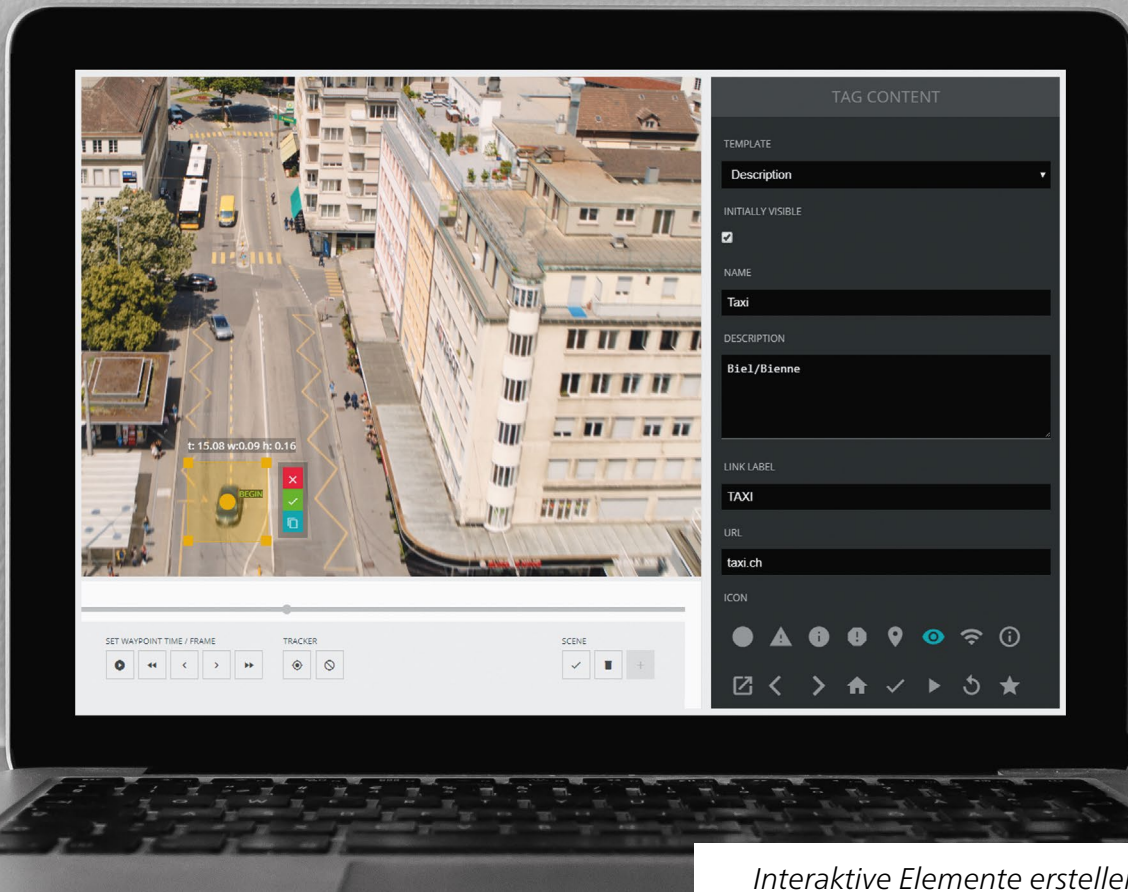 TAG CONTENT
TEMPLATE
Description
INITIALLY VISIBLE
NAME
Taxi
DESCRIPTION
Biel/Bienne
LINK LABEL
TAXI
URL
taxi.ch
ICON
t: 15.08 w:0.09 h: 0.16
BEGIN
SET WAYPOINT TIME / FRAME
TRACKER
SCENE
Interaktive Elemente erstellen